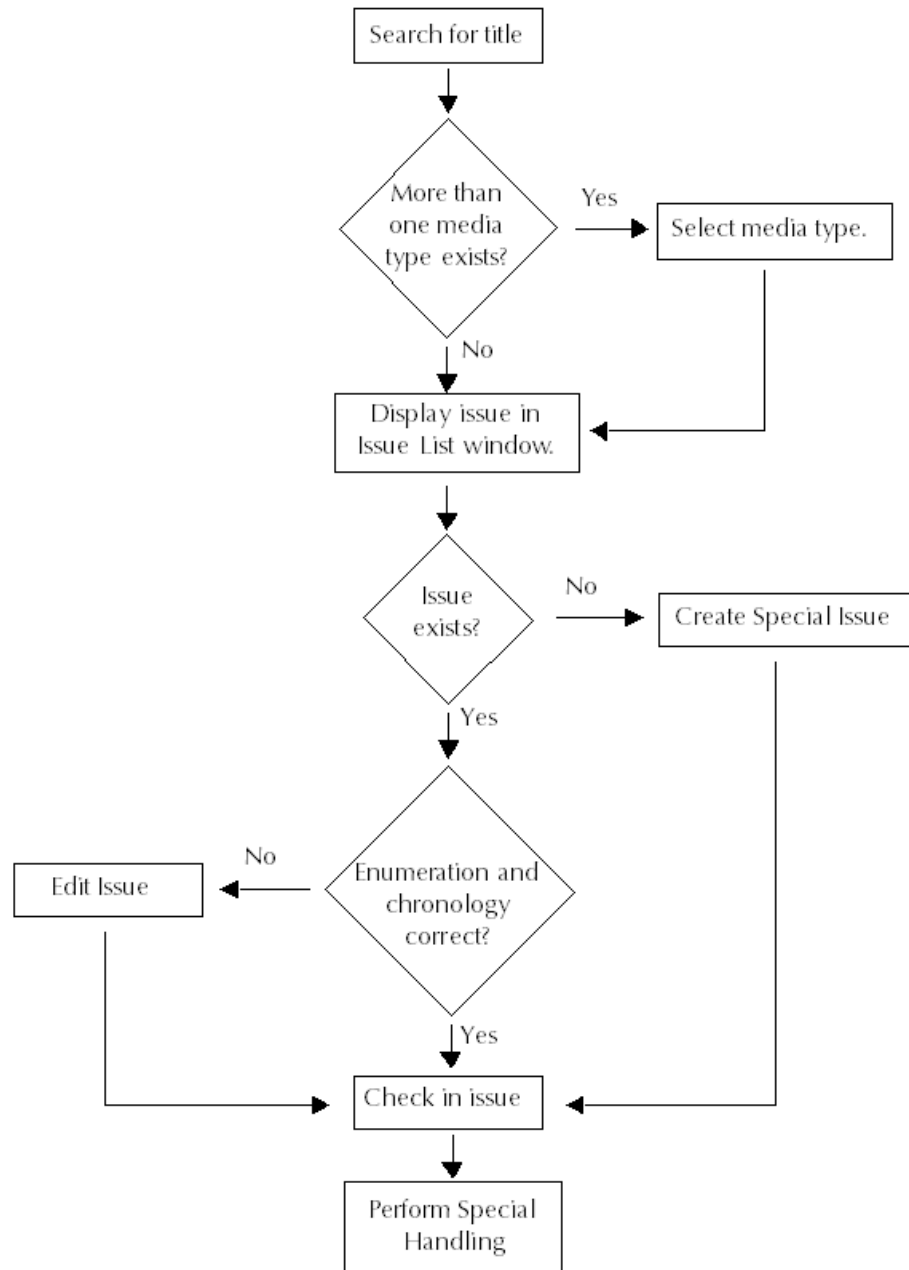 Search for title
More than
one media
type exists?
Yes
Select media type.
No
Display issue in
Issue List window.
Issue
exists?
No
Create Special Issue
Yes
Enumeration and
chronology
correct?
No
Edit Issue
Yes
Check in issue
Perform Special
Handling